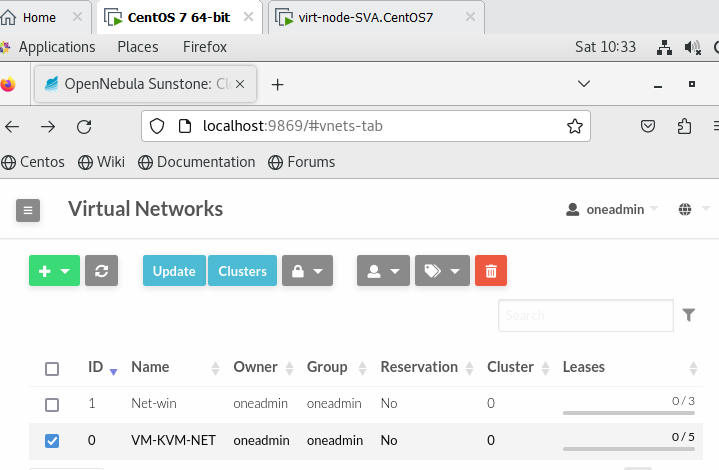 Home CentOS 7 64-bit virt-node-SVA.CentOS7
Applications Places Firefox Sat 10:33
OpenNebula Sunstone: Cl
localhost:9869/#vnets-tab
Centos Wiki Documentation Forums
Virtual Networks oneadmin
Update Clusters
Search
ID Name Owner Group Reservation Cluster Leases
1 Net-win oneadmin oneadmin No 0 0 / 3
0 VM-KVM-NET oneadmin oneadmin No 0 0 / 5